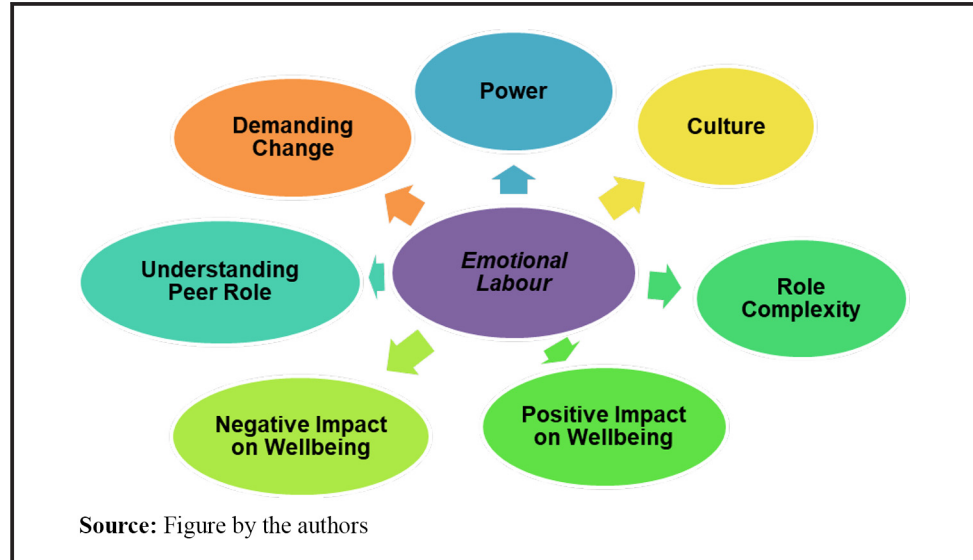 Power
Culture
Demanding
Change
Emotional
Labour
Understanding
Peer Role
Role
Complexity
Negative Impact
on Wellbeing
Positive Impact
on Wellbeing
Source: Figure by the authors